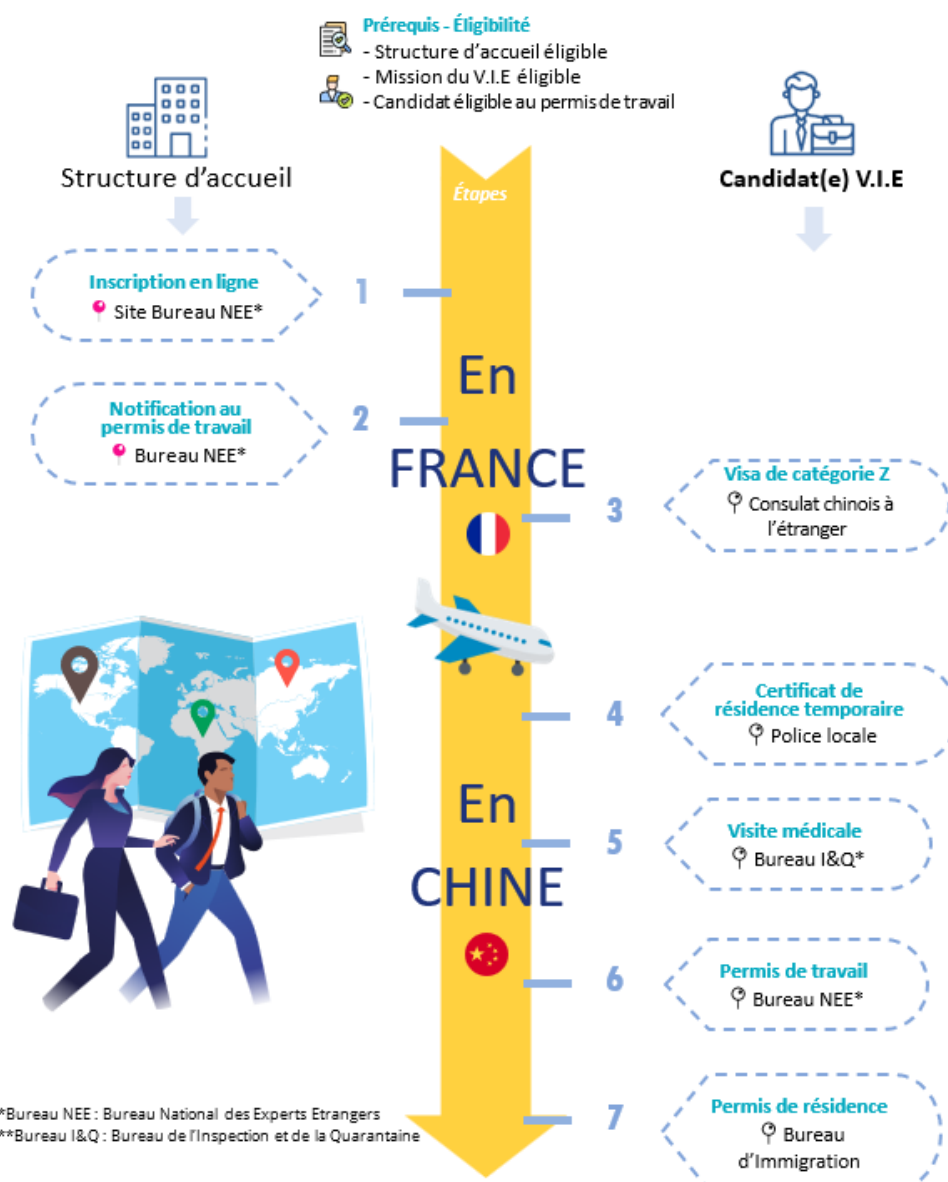 Prérequis - Éligibilité
- Structure d'accueil éligible
- Mission du V.I.E éligible
- Candidat éligible au permis de travail
Structure d'accueil
Candidat(e) V.I.E
Étapes
Inscription en ligne
Site Bureau NEE*
1
En
FRANCE
Notification au
permis de travail
Bureau NEE*
2
3
Visa de catégorie Z
Consulat chinois à
l'étranger
4
Certificat de
résidence temporaire
Police locale
En
CHINE
5
Visite médicale
Bureau I&Q*
6
Permis de travail
Bureau NEE*
7
Permis de résidence
Bureau
d'Immigration
*Bureau NEE : Bureau National des Experts Etrangers
**Bureau I&Q : Bureau de l'Inspection et de la Quarantaine